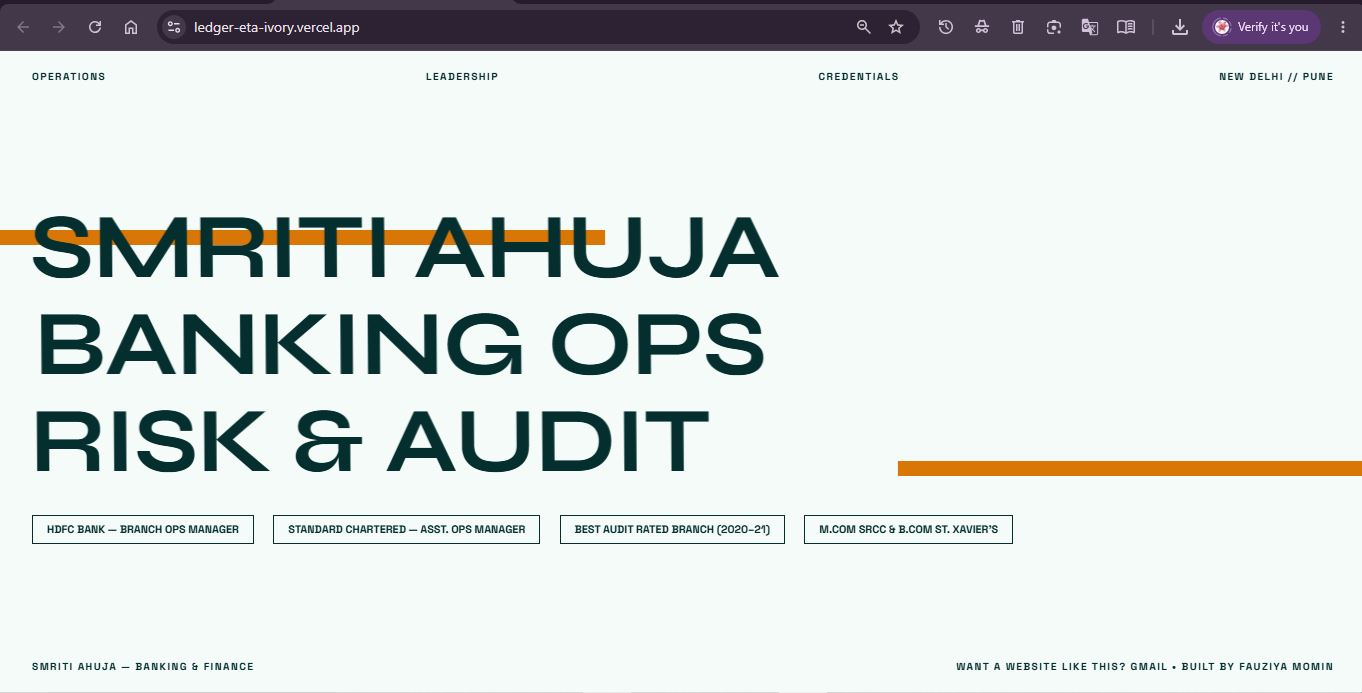 ledger-eta-ivory.vercel.app
Verify it's you
OPERATIONS
LEADERSHIP
CREDENTIALS
NEW DELHI // PUNE
SMRITI AHUJA
BANKING OPS
RISK & AUDIT
HDFC BANK — BRANCH OPS MANAGER
STANDARD CHARTERED — ASST. OPS MANAGER
BEST AUDIT RATED BRANCH (2020–21)
M.COM SRCC & B.COM ST. XAVIER'S
SMRITI AHUJA — BANKING & FINANCE
WANT A WEBSITE LIKE THIS? GMAIL • BUILT BY FAUZIYA MOMIN